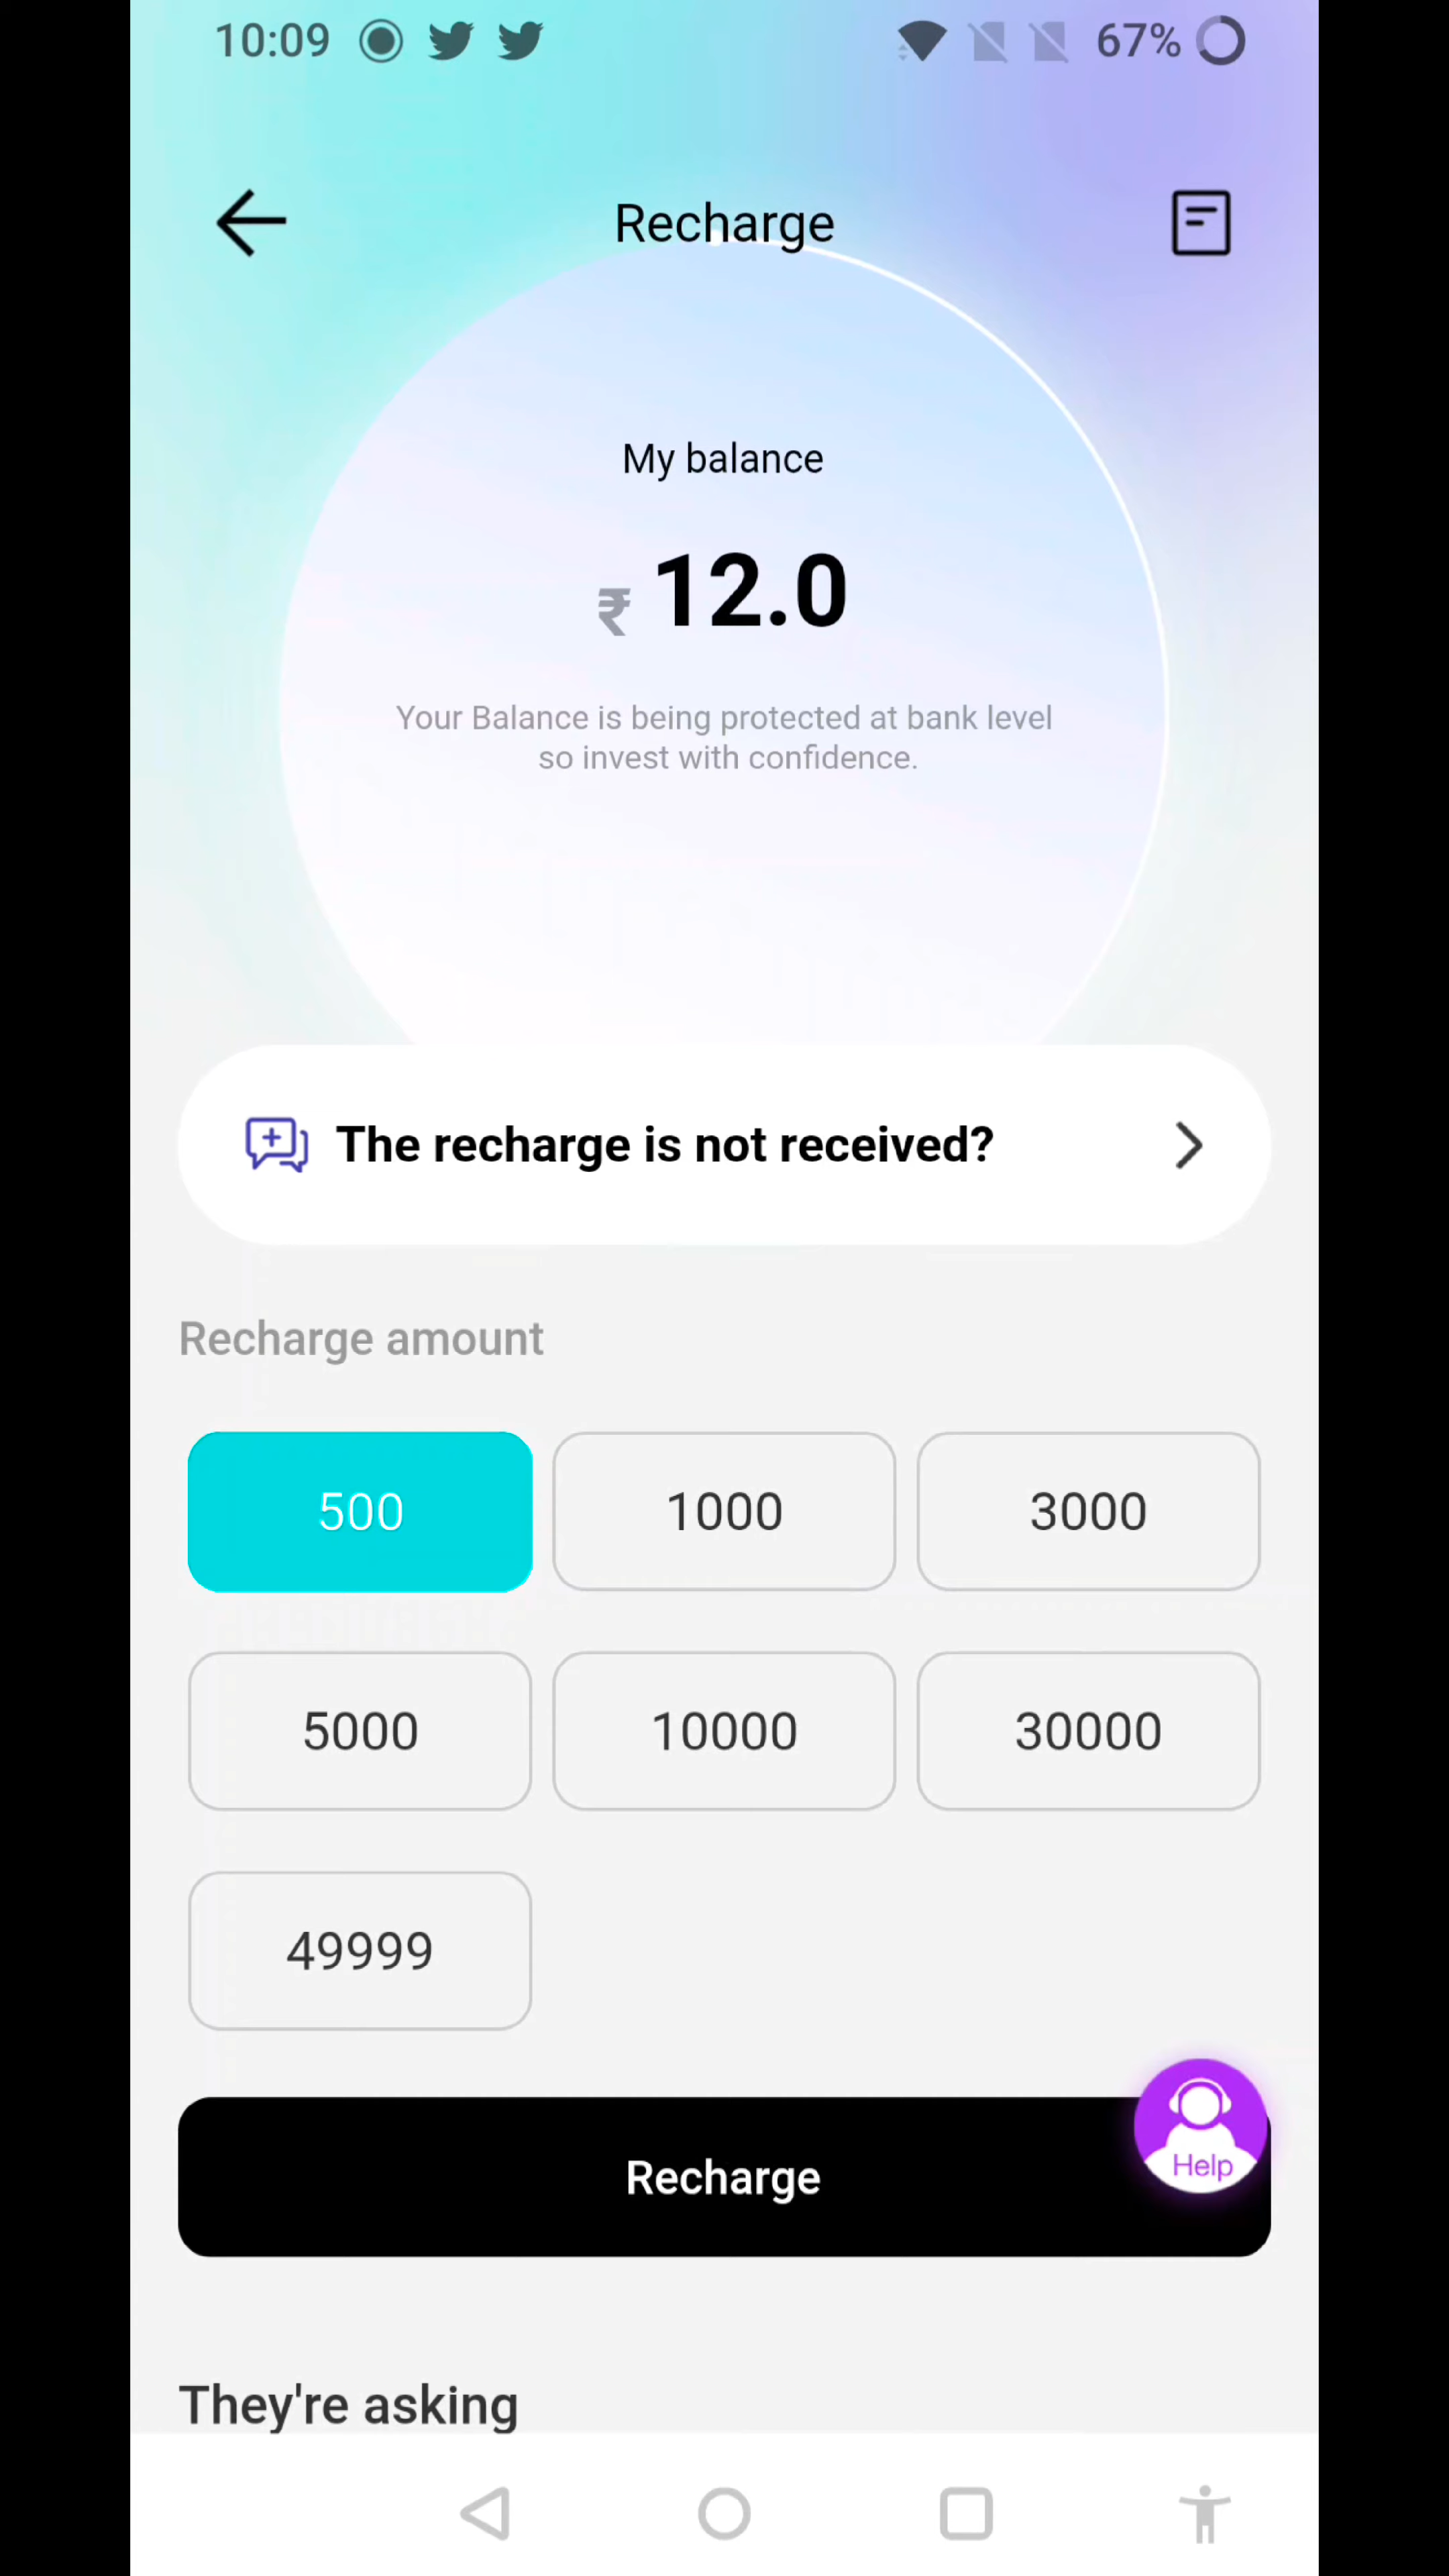 10:09 67%
Recharge
My balance
₹ 12.0
Your Balance is being protected at bank level
so invest with confidence.
The recharge is not received?
Recharge amount
500 1000 3000
5000 10000 30000
49999
Recharge
Help
They're asking